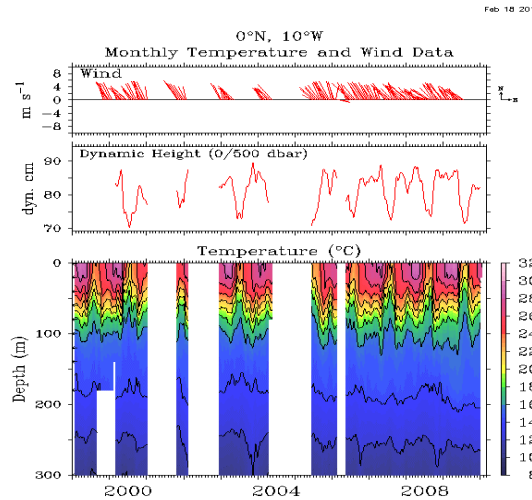 Feb 18 20
0°N, 10°W
Monthly Temperature and Wind Data
Wind
8
4
0
-4
-8
m s⁻¹
N
E
Dynamic Height (0/500 dbar)
90
80
70
dyn. cm
Temperature (°C)
0
100
200
300
Depth (m)
2000 2004 2008
32
30
28
26
24
22
20
18
16
14
12
10
8